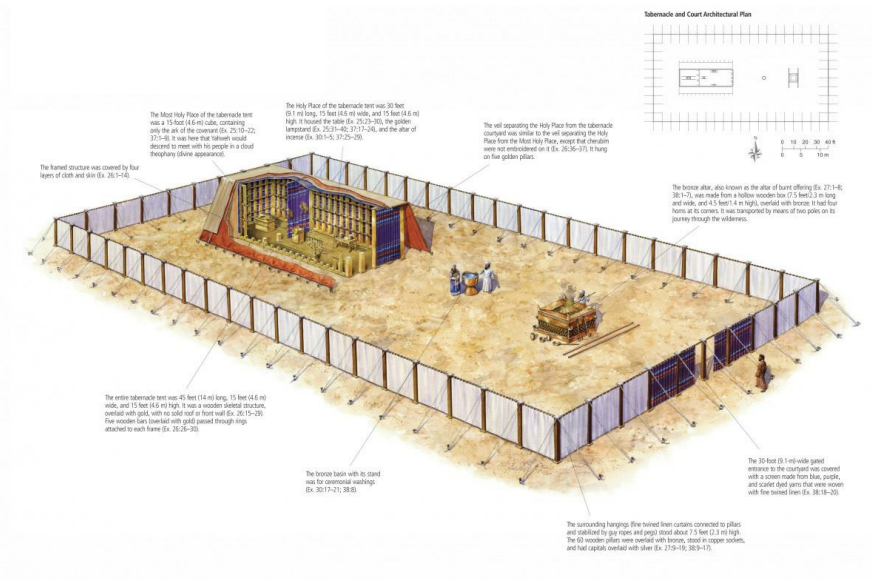 Tabernacle and Court Architectural Plan
N
0 10 20 30 40 ft
0 5 10 m
The Holy Place of the tabernacle tent was 30 feet
(9.1 m) long, 15 feet (4.6 m) wide, and 15 feet (4.6 m)
high. It housed the table (Ex. 25:23–30), the golden
lampstand (Ex. 25:31–40; 37:17–24), and the altar of
incense (Ex. 30:1–5; 37:25–29).
The Most Holy Place of the tabernacle tent
was a 15-foot (4.6-m) cube, containing
only the ark of the covenant (Ex. 25:10–22;
37:1–9). It was here that Yahweh would
descend to meet with his people in a cloud
theophany (divine appearance).
The veil separating the Holy Place from the tabernacle
courtyard was similar to the veil separating the Holy
Place from the Most Holy Place, except that cherubim
were not embroidered on it (Ex. 26:36–37). It hung
on five golden pillars.
The framed structure was covered by four
layers of cloth and skin (Ex. 26:1–14).
The bronze altar, also known as the altar of burnt offering (Ex. 27:1–8;
38:1–7), was made from a hollow wooden box (7.5 feet/2.3 m long
and wide, and 4.5 feet/1.4 m high), overlaid with bronze. It had four
horns at its corners. It was transported by means of two poles on its
journey through the wilderness.
The entire tabernacle tent was 45 feet (14 m) long, 15 feet (4.6 m)
wide, and 15 feet (4.6 m) high. It was a wooden skeletal structure,
overlaid with gold, with no solid roof or front wall (Ex. 26:15–29).
Five wooden bars (overlaid with gold) passed through rings
attached to each frame (Ex. 26:26–30).
The bronze basin with its stand
was for ceremonial washings
(Ex. 30:17–21; 38:8).
The 30-foot (9.1-m)-wide gated
entrance to the courtyard was covered
with a screen made from blue, purple,
and scarlet dyed yarns that were woven
with fine twined linen (Ex. 38:18–20).
The surrounding hangings (fine twined linen curtains connected to pillars
and stabilized by guy ropes and pegs) stood about 7.5 feet (2.3 m) high.
The 60 wooden pillars were overlaid with bronze, stood in copper sockets,
and had capitals overlaid with silver (Ex. 27:9–19; 38:9–17).